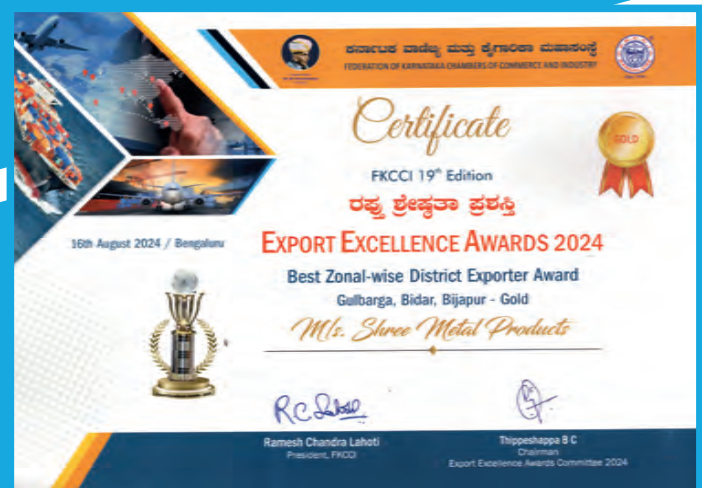 ಕರ್ನಾಟಕ ವಾಣಿಜ್ಯ ಮತ್ತು ಕೈಗಾರಿಕಾ ಮಹಾಸಂಸ್ಥೆ
FEDERATION OF KARNATAKA CHAMBERS OF COMMERCE AND INDUSTRY
Certificate
GOLD
FKCCI 19th Edition
ರಫ್ತು ಶ್ರೇಷ್ಠತಾ ಪ್ರಶಸ್ತಿ
16th August 2024 / Bengaluru
EXPORT EXCELLENCE AWARDS 2024
Best Zonal-wise District Exporter Award
Gulbarga, Bidar, Bijapur - Gold
M/s. Shree Metal Products
Ramesh Chandra Lahoti
President, FKCCI
Thippeshappa B C
Chairman
Export Excellence Awards Committee 2024